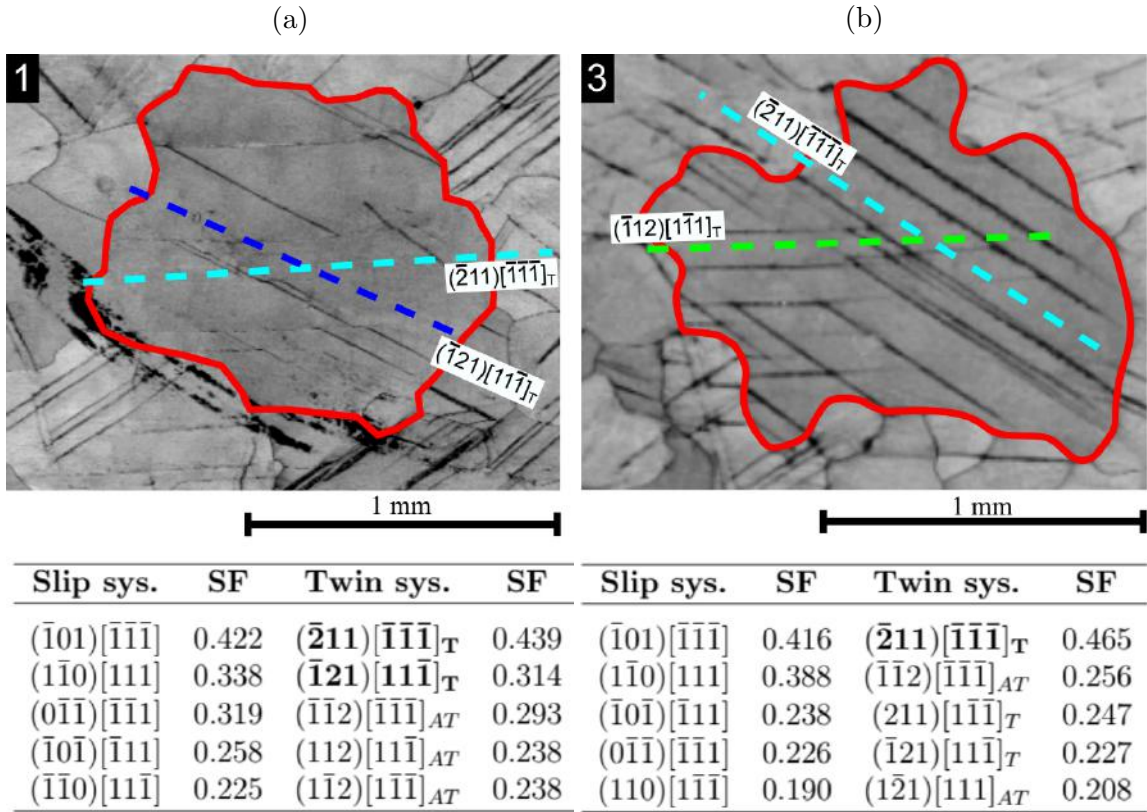 (a)
(b)
1
3
(2̄11)[1̄1̄1̄]T
(1̄21)[111̄]T
(2̄11)[1̄1̄1̄]T
(1̄12)[11̄1]T
1 mm
1 mm
Slip sys. SF Twin sys. SF
(1̄01)[1̄1̄1̄] 0.422 (2̄11)[1̄1̄1̄]T 0.439
(11̄0)[111] 0.338 (1̄21)[111̄]T 0.314
(01̄1̄)[1̄1̄1] 0.319 (1̄1̄2)[1̄1̄1̄]AT 0.293
(1̄01̄)[1̄11] 0.258 (112)[111̄]AT 0.238
(1̄1̄0)[11̄1̄] 0.225 (11̄2)[11̄1̄]AT 0.238
Slip sys. SF Twin sys. SF
(1̄01)[1̄1̄1̄] 0.416 (2̄11)[1̄1̄1̄]T 0.465
(11̄0)[111] 0.388 (1̄1̄2)[1̄1̄1̄]AT 0.256
(1̄01̄)[1̄11] 0.238 (211)[11̄1̄]T 0.247
(01̄1̄)[1̄1̄1] 0.226 (1̄21)[111̄]T 0.227
(110)[11̄1̄] 0.190 (12̄1)[111]AT 0.208